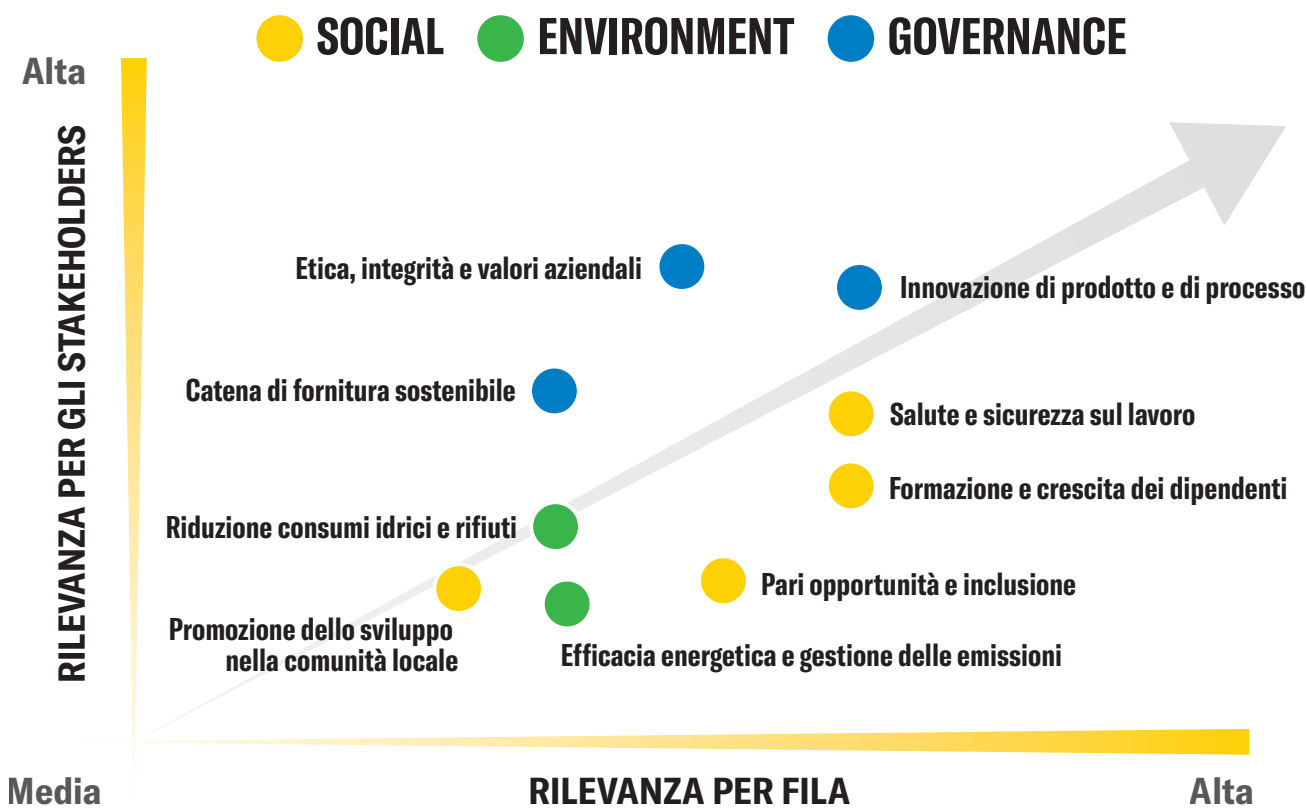 SOCIAL
ENVIRONMENT
GOVERNANCE
Alta
RILEVANZA PER GLI STAKEHOLDERS
Etica, integrità e valori aziendali
Innovazione di prodotto e di processo
Catena di fornitura sostenibile
Salute e sicurezza sul lavoro
Formazione e crescita dei dipendenti
Riduzione consumi idrici e rifiuti
Pari opportunità e inclusione
Promozione dello sviluppo
nella comunità locale
Efficacia energetica e gestione delle emissioni
Media
RILEVANZA PER FILA
Alta